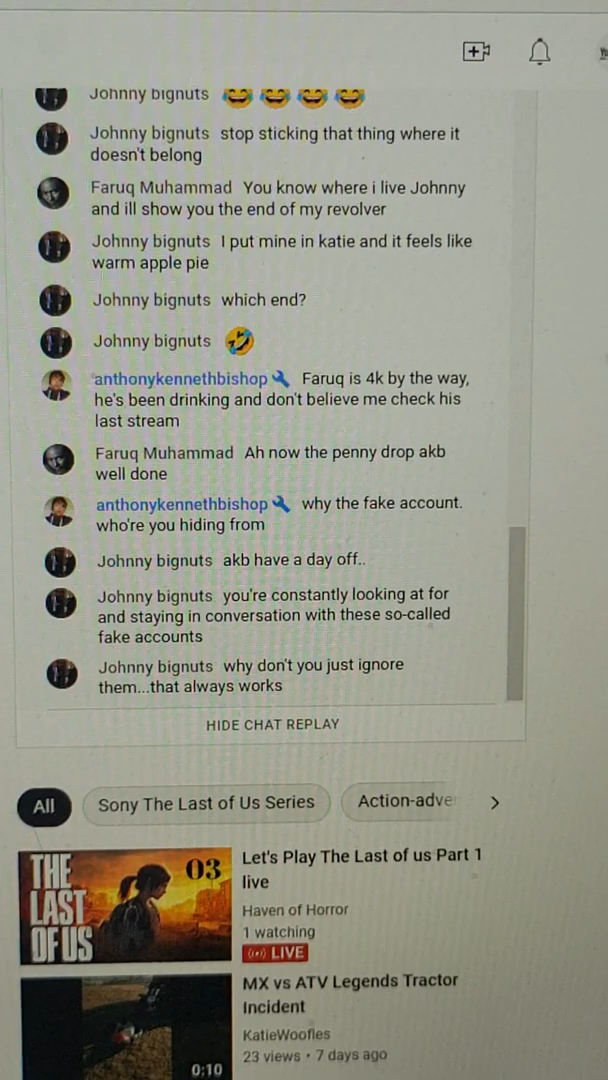 Johnny bignuts 😂😂😂😂
Johnny bignuts stop sticking that thing where it
doesn't belong
Faruq Muhammad You know where i live Johnny
and ill show you the end of my revolver
Johnny bignuts I put mine in katie and it feels like
warm apple pie
Johnny bignuts which end?
Johnny bignuts 🤣
anthonykennethbishop🔧 Faruq is 4k by the way,
he's been drinking and don't believe me check his
last stream
Faruq Muhammad Ah now the penny drop akb
well done
anthonykennethbishop🔧 why the fake account.
who're you hiding from
Johnny bignuts akb have a day off..
Johnny bignuts you're constantly looking at for
and staying in conversation with these so-called
fake accounts
Johnny bignuts why don't you just ignore
them...that always works
HIDE CHAT REPLAY
All
Sony The Last of Us Series
Action-adve
THE
LAST
OF US
03
Let's Play The Last of us Part 1
live
Haven of Horror
1 watching
LIVE
MX vs ATV Legends Tractor
Incident
KatieWoofles
23 views • 7 days ago
0:10